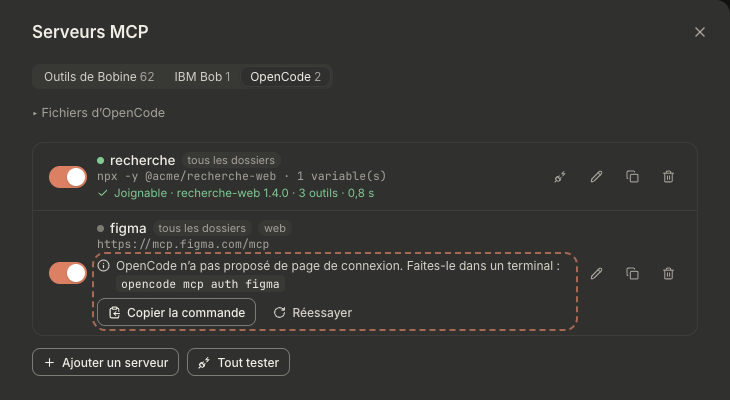 Serveurs MCP
Outils de Bobine 62 IBM Bob 1 OpenCode 2
Fichiers d’OpenCode
recherche tous les dossiers
npx -y @acme/recherche-web · 1 variable(s)
Joignable · recherche-web 1.4.0 · 3 outils · 0,8 s
figma tous les dossiers web
https://mcp.figma.com/mcp
OpenCode n’a pas proposé de page de connexion. Faites-le dans un terminal :
opencode mcp auth figma
Copier la commande Réessayer
Ajouter un serveur Tout tester